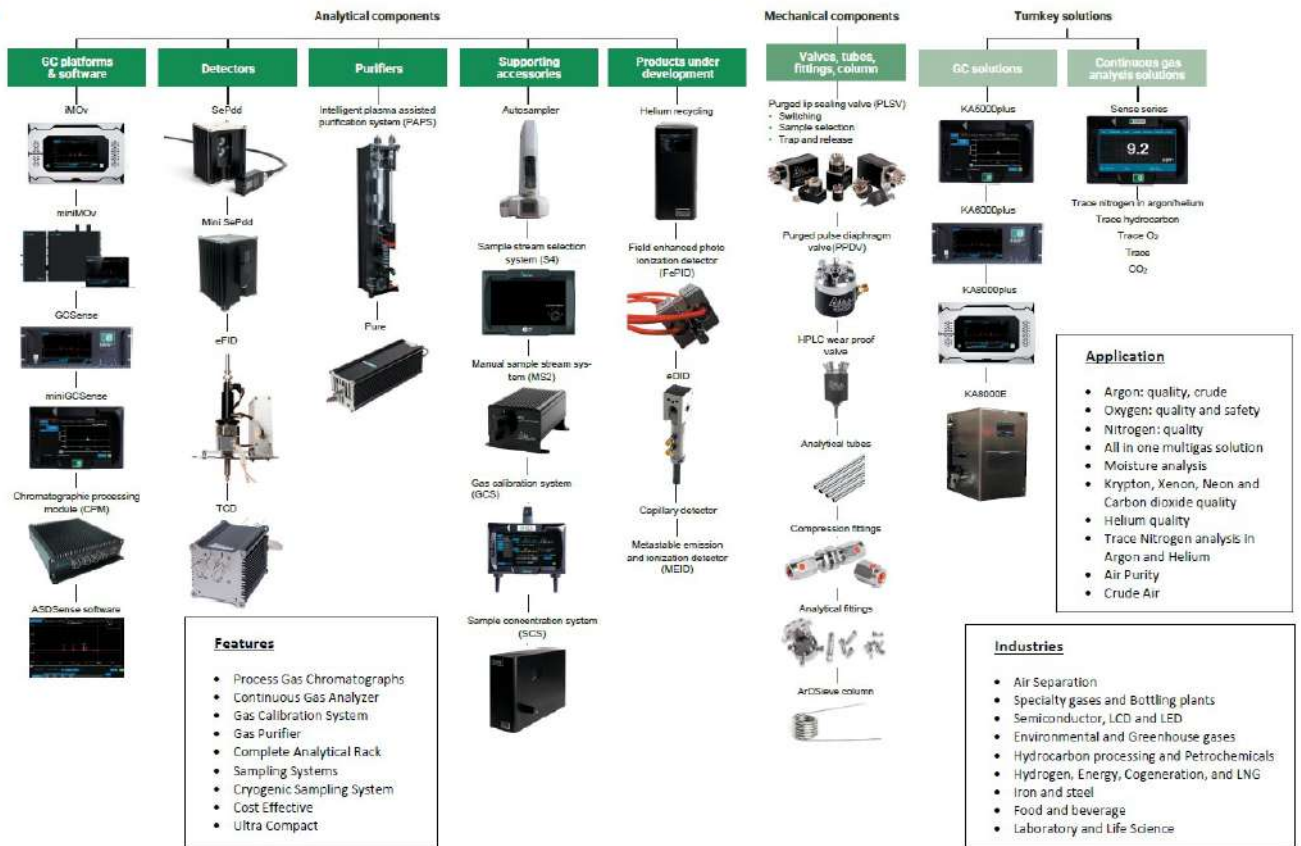 Analytical components
Mechanical components
Turnkey solutions
GC platforms
& software
Detectors
Purifiers
Supporting
accessories
Products under
development
Valves, tubes,
fittings, column
GC solutions
Continuous gas
analysis solutions
iMOv
miniMOv
GCSense
miniGCSense
Chromatographic processing
module (CPM)
ASDSense software
SePdd
Mini SePdd
eFID
TCD
Intelligent plasma assisted
purification system (PAPS)
Pure
Autosampler
Sample stream selection
system (S4)
Manual sample stream sys-
tem (MS2)
Gas calibration system
(GCS)
Sample concentration system
(SCS)
Helium recycling
Field enhanced photo
ionization detector
(FePID)
eDID
Capillary detector
Metastable emission
and ionization detector
(MEID)
Purged lip sealing valve (PLSV)
• Switching
• Sample selection
• Trap and release
Purged pulse diaphragm
valve (PPDV)
HPLC wear proof
valve
Analytical tubes
Compression fittings
Analytical fittings
ArDSieve column
KA5000plus
KA6000plus
KA8000plus
KA8000E
Sense series
9.2
Trace nitrogen in argon/helium
Trace hydrocarbon
Trace O₂
Trace
CO₂
Features
• Process Gas Chromatographs
• Continuous Gas Analyzer
• Gas Calibration System
• Gas Purifier
• Complete Analytical Rack
• Sampling Systems
• Cryogenic Sampling System
• Cost Effective
• Ultra Compact
Application
• Argon: quality, crude
• Oxygen: quality and safety
• Nitrogen: quality
• All in one multigas solution
• Moisture analysis
• Krypton, Xenon, Neon and
Carbon dioxide quality
• Helium quality
• Trace Nitrogen analysis in
Argon and Helium
• Air Purity
• Crude Air
Industries
• Air Separation
• Specialty gases and Bottling plants
• Semiconductor, LCD and LED
• Environmental and Greenhouse gases
• Hydrocarbon processing and Petrochemicals
• Hydrogen, Energy, Cogeneration, and LNG
• Iron and steel
• Food and beverage
• Laboratory and Life Science